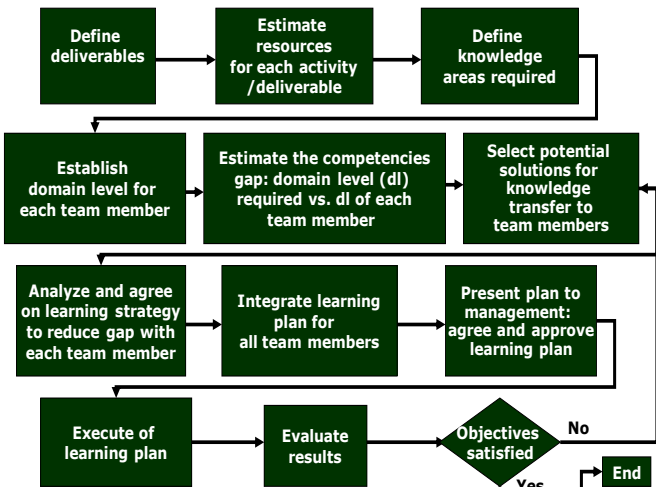 Define
deliverables
Estimate
resources
for each activity
/deliverable
Define
knowledge
areas required
Establish
domain level for
each team member
Estimate the competencies
gap: domain level (dl)
required vs. dl of each
team member
Select potential
solutions for
knowledge
transfer to
team members
Analyze and agree
on learning strategy
to reduce gap with
each team member
Integrate learning
plan for
all team members
Present plan to
management:
agree and approve
learning plan
Execute of
learning plan
Evaluate
results
Objectives
satisfied
No
Yes
End